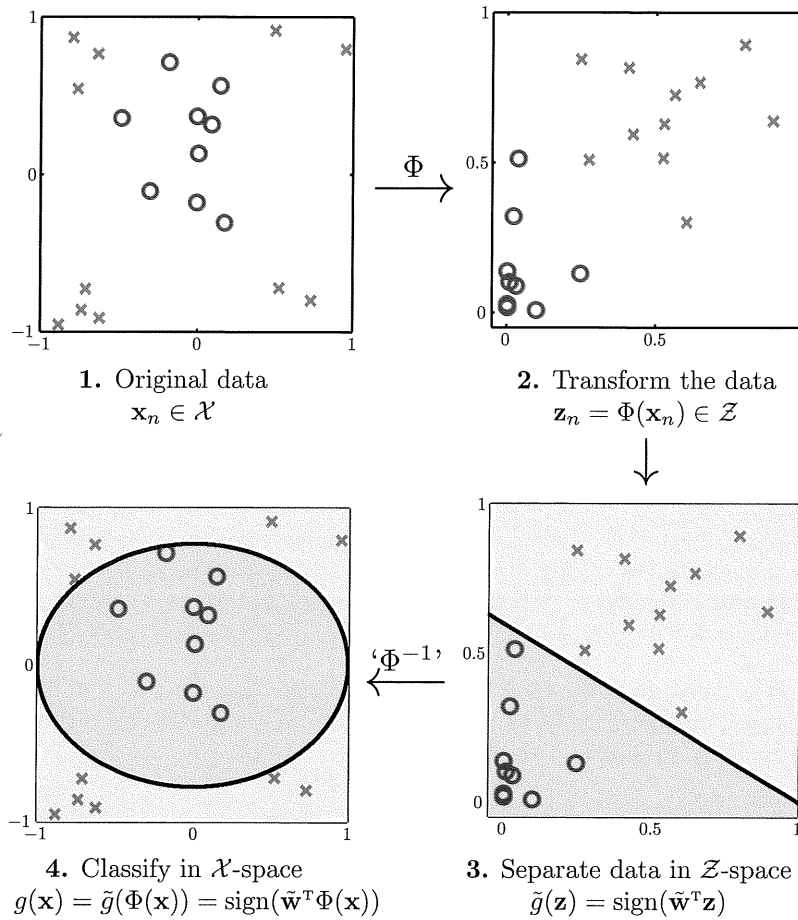 1
0
−1
−1
0
1
Φ
1
0.5
0
0
0.5
1. Original data
x_n ∈ 𝒳
2. Transform the data
z_n = Φ(x_n) ∈ 𝒵
1
0
−1
−1
0
1
‘Φ⁻¹’
1
0.5
0
0
0.5
1
4. Classify in 𝒳-space
g(x) = g̃(Φ(x)) = sign(w̃ᵀΦ(x))
3. Separate data in 𝒵-space
g̃(z) = sign(w̃ᵀz)